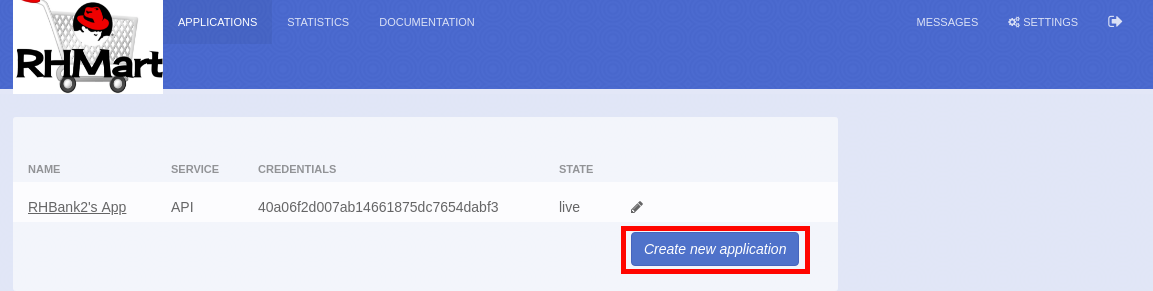 APPLICATIONS STATISTICS DOCUMENTATION MESSAGES SETTINGS
RHMart
NAME SERVICE CREDENTIALS STATE
RHBank2's App API 40a06f2d007ab14661875dc7654dabf3 live
Create new application